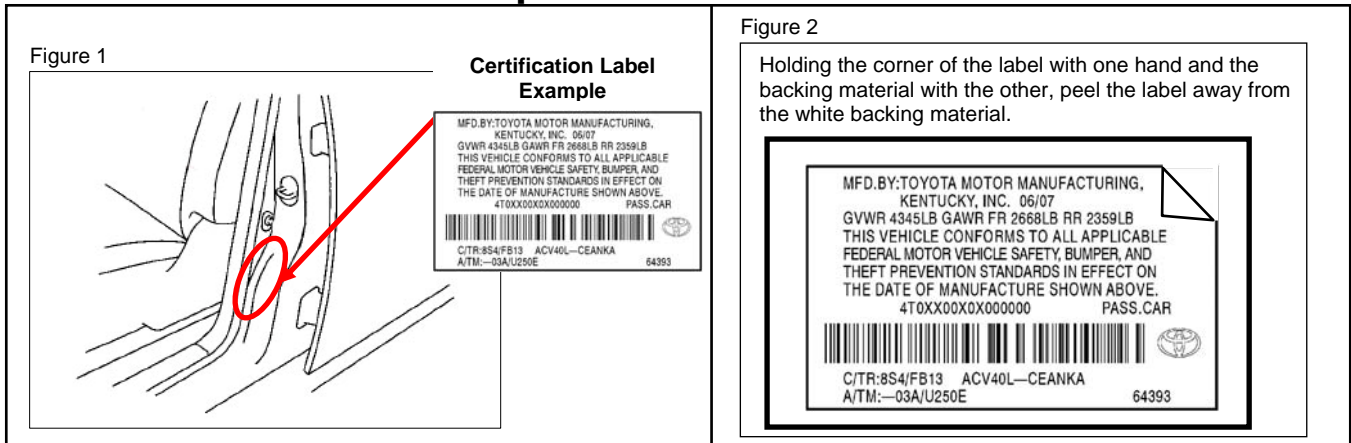 Figure 1
Certification Label
Example
MFD.BY:TOYOTA MOTOR MANUFACTURING,
KENTUCKY, INC. 06/07
GVWR 4345LB GAWR FR 2668LB RR 2359LB
THIS VEHICLE CONFORMS TO ALL APPLICABLE
FEDERAL MOTOR VEHICLE SAFETY, BUMPER, AND
THEFT PREVENTION STANDARDS IN EFFECT ON
THE DATE OF MANUFACTURE SHOWN ABOVE.
4T0XX00X0X000000 PASS.CAR
C/TR:8S4/FB13 ACV40L—CEANKA
A/TM:—03A/U250E 64393
Figure 2
Holding the corner of the label with one hand and the
backing material with the other, peel the label away from
the white backing material.
MFD.BY:TOYOTA MOTOR MANUFACTURING,
KENTUCKY, INC. 06/07
GVWR 4345LB GAWR FR 2668LB RR 2359LB
THIS VEHICLE CONFORMS TO ALL APPLICABLE
FEDERAL MOTOR VEHICLE SAFETY, BUMPER, AND
THEFT PREVENTION STANDARDS IN EFFECT ON
THE DATE OF MANUFACTURE SHOWN ABOVE.
4T0XX00X0X000000 PASS.CAR
C/TR:8S4/FB13 ACV40L—CEANKA
A/TM:—03A/U250E 64393